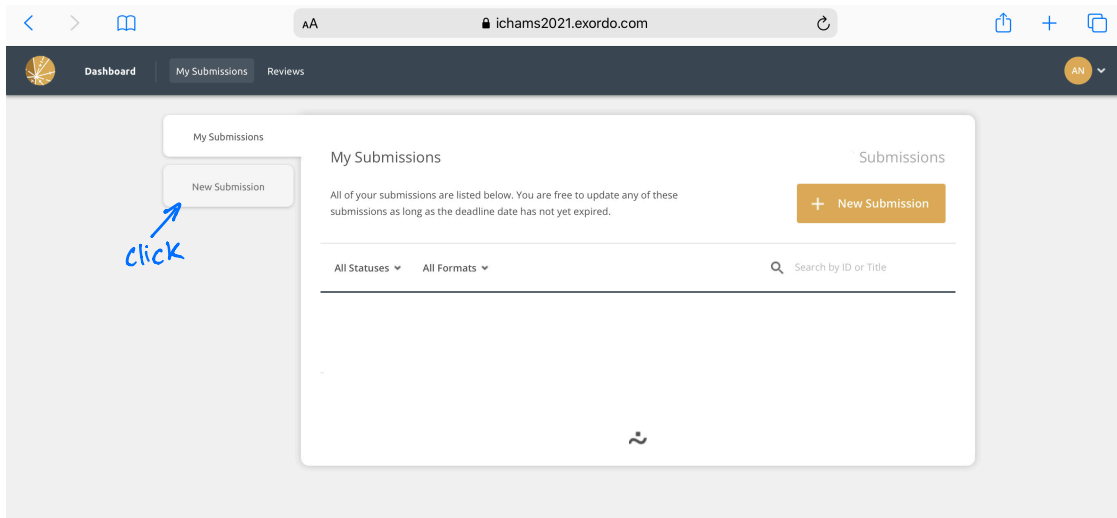 AA ichams2021.exordo.com
Dashboard My Submissions Reviews AN
My Submissions
New Submission
click
My Submissions Submissions
All of your submissions are listed below. You are free to update any of these
submissions as long as the deadline date has not yet expired.
+ New Submission
All Statuses All Formats Search by ID or Title